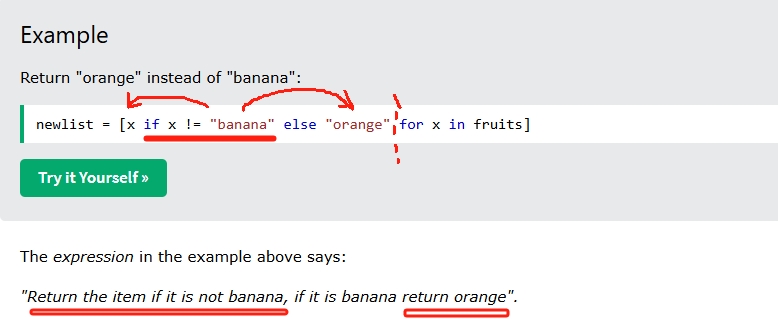 Example
Return "orange" instead of "banana":
newlist = [x if x != "banana" else "orange" for x in fruits]
Try it Yourself »
The expression in the example above says:
"Return the item if it is not banana, if it is banana return orange".